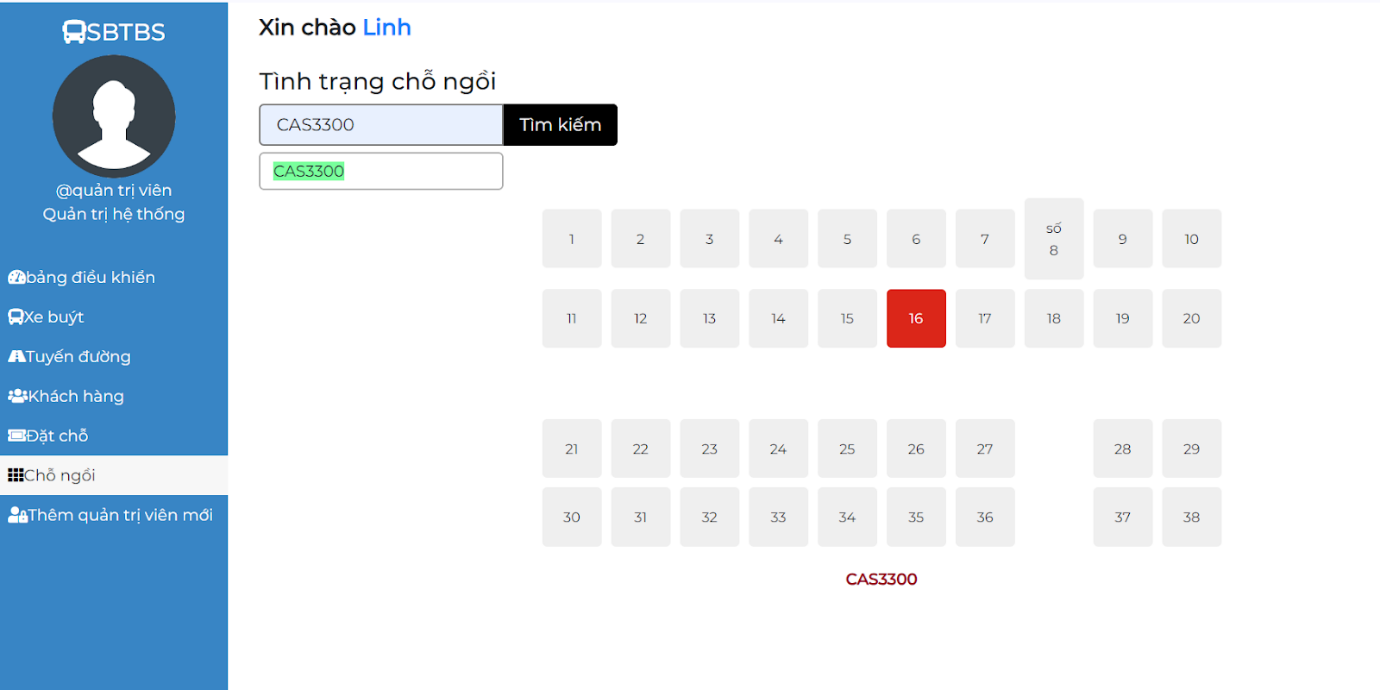 SBTBS
@quản trị viên
Quản trị hệ thống
bảng điều khiển
Xe buýt
Tuyến đường
Khách hàng
Đặt chỗ
Chỗ ngồi
Thêm quản trị viên mới
Xin chào Linh
Tình trạng chỗ ngồi
CAS3300 Tìm kiếm
CAS3300
1 2 3 4 5 6 7 số 8 9 10
11 12 13 14 15 16 17 18 19 20
21 22 23 24 25 26 27 28 29
30 31 32 33 34 35 36 37 38
CAS3300